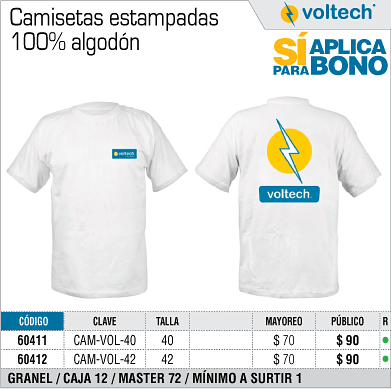 Camisetas estampadas
100% algodón
voltech®
SÍ APLICA
PARA BONO
voltech
voltech
CÓDIGO CLAVE TALLA MAYOREO PÚBLICO R
60411 CAM-VOL-40 40 $ 70 $ 90
60412 CAM-VOL-42 42 $ 70 $ 90
GRANEL / CAJA 12 / MASTER 72 / MÍNIMO A SURTIR 1